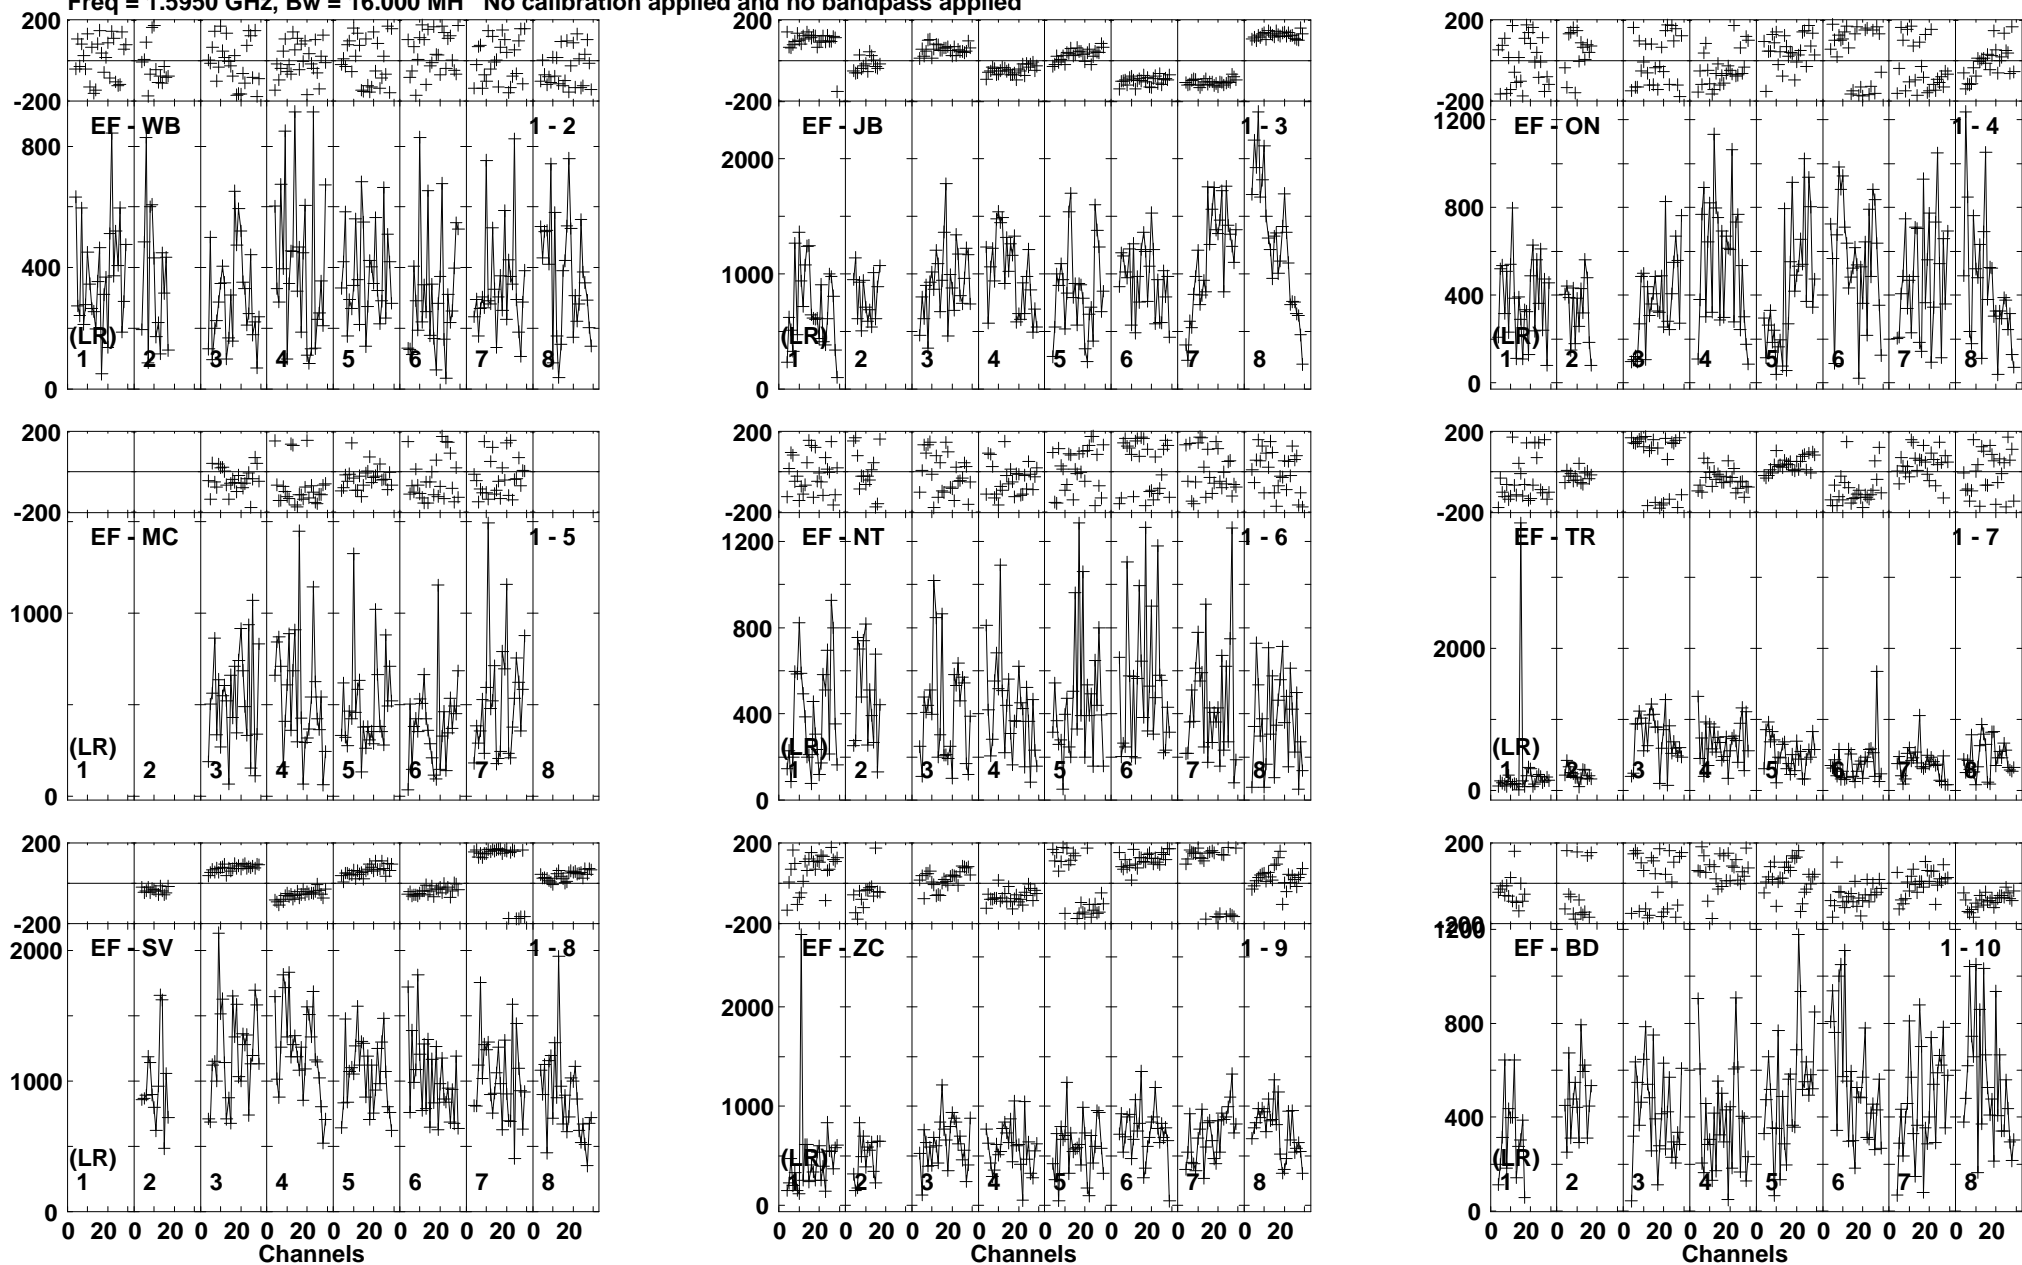 Freq = 1.5950 GHz, Bw = 16.000 MH No calibration applied and no bandpass applied
200
-200
EF - WB 1 - 2
800
400
0
(LR)
1 2 3 4 5 6 7 8
200
-200
EF - JB 1 - 3
2000
1000
0
(LR)
1 2 3 4 5 6 7 8
200
-200
EF - ON 1 - 4
1200
800
400
0
(LR)
1 2 3 4 5 6 7 8
200
-200
EF - MC 1 - 5
1000
0
(LR)
1 2 3 4 5 6 7 8
200
-200
EF - NT 1 - 6
1200
800
400
0
(LR)
1 2 3 4 5 6 7 8
200
-200
EF - TR 1 - 7
2000
0
(LR)
1 2 3 4 5 6 7 8
200
-200
EF - SV 1 - 8
2000
1000
0
(LR)
1 2 3 4 5 6 7 8
0 20 0 20 0 20 0 20 0 20 0 20 0 20 0 20
Channels
200
-200
EF - ZC 1 - 9
2000
1000
0
(LR)
1 2 3 4 5 6 7 8
0 20 0 20 0 20 0 20 0 20 0 20 0 20 0 20
Channels
200
-200
1200
EF - BD 1 - 10
800
400
0
(LR)
1 2 3 4 5 6 7 8
0 20 0 20 0 20 0 20 0 20 0 20 0 20 0 20
Channels